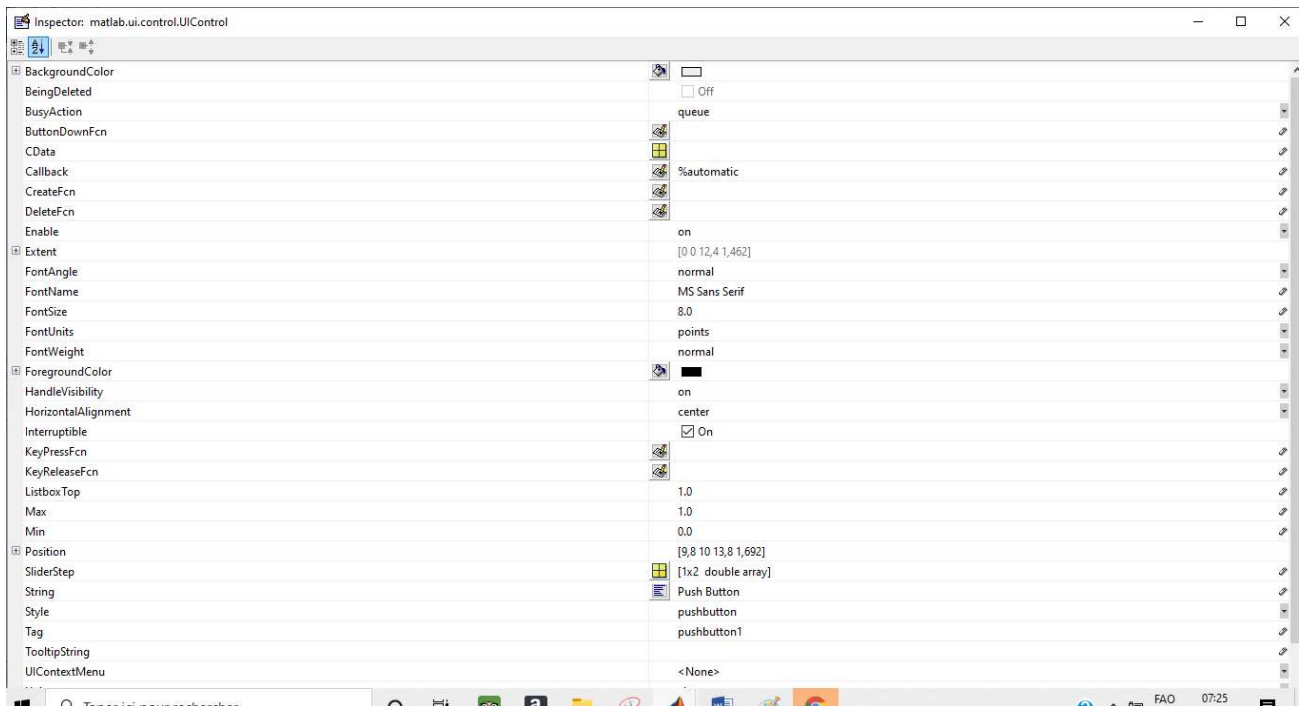 Inspector: matlab.ui.control.UIControl
BackgroundColor
BeingDeleted Off
BusyAction queue
ButtonDownFcn
CData
Callback %automatic
CreateFcn
DeleteFcn
Enable on
Extent [0 0 12,4 1,462]
FontAngle normal
FontName MS Sans Serif
FontSize 8.0
FontUnits points
FontWeight normal
ForegroundColor
HandleVisibility on
HorizontalAlignment center
Interruptible On
KeyPressFcn
KeyReleaseFcn
ListboxTop 1.0
Max 1.0
Min 0.0
Position [9,8 10 13,8 1,692]
SliderStep [1x2 double array]
String Push Button
Style pushbutton
Tag pushbutton1
TooltipString
UIContextMenu <None>
FAO 07:25